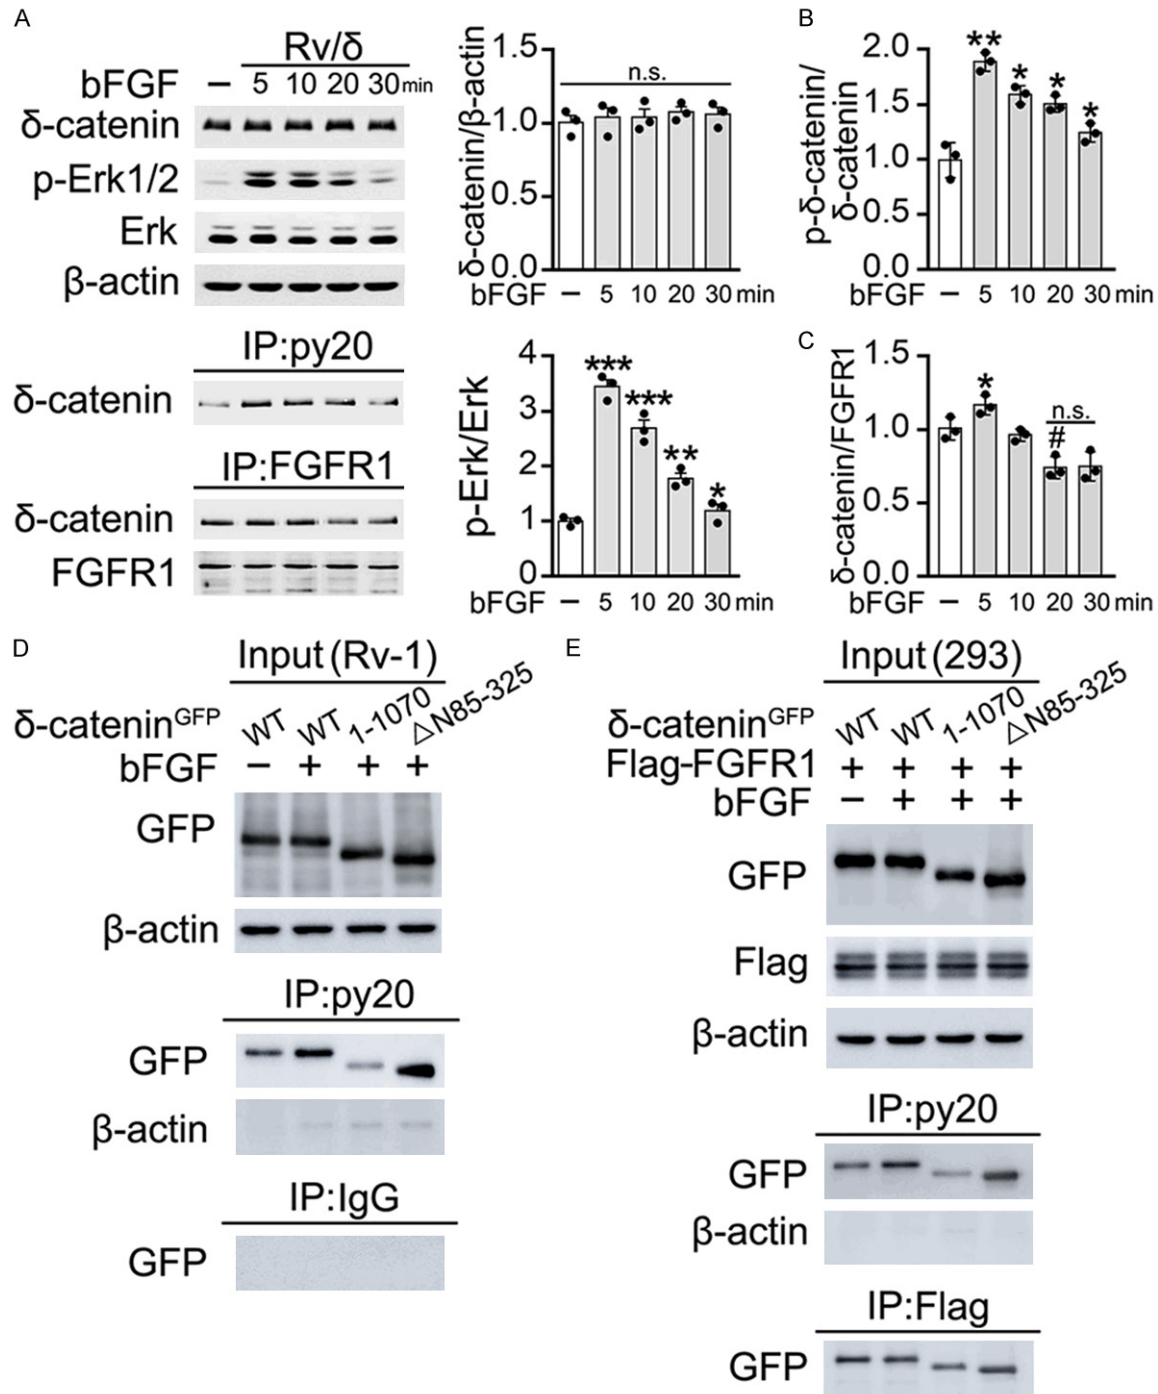 A
Rv/δ
bFGF − 5 10 20 30 min
δ-catenin
p-Erk1/2
Erk
β-actin
IP:py20
δ-catenin
IP:FGFR1
δ-catenin
FGFR1
δ-catenin/β-actin
1.5
1.0
0.5
0.0
n.s.
bFGF − 5 10 20 30 min
p-Erk/Erk
4
3
2
1
0
***
***
**
*
bFGF − 5 10 20 30 min
B
p-δ-catenin/
δ-catenin
2.0
1.5
1.0
0.5
0.0
**
*
*
*
bFGF − 5 10 20 30 min
C
δ-catenin/FGFR1
1.5
1.0
0.5
0.0
*
n.s.
#
bFGF − 5 10 20 30 min
D
Input (Rv-1)
δ-cateninGFP WT WT 1-1070 △N85-325
bFGF − + + +
GFP
β-actin
IP:py20
GFP
β-actin
IP:IgG
GFP
E
Input (293)
δ-cateninGFP WT WT 1-1070 △N85-325
Flag-FGFR1 + + + +
bFGF − + + +
GFP
Flag
β-actin
IP:py20
GFP
β-actin
IP:Flag
GFP